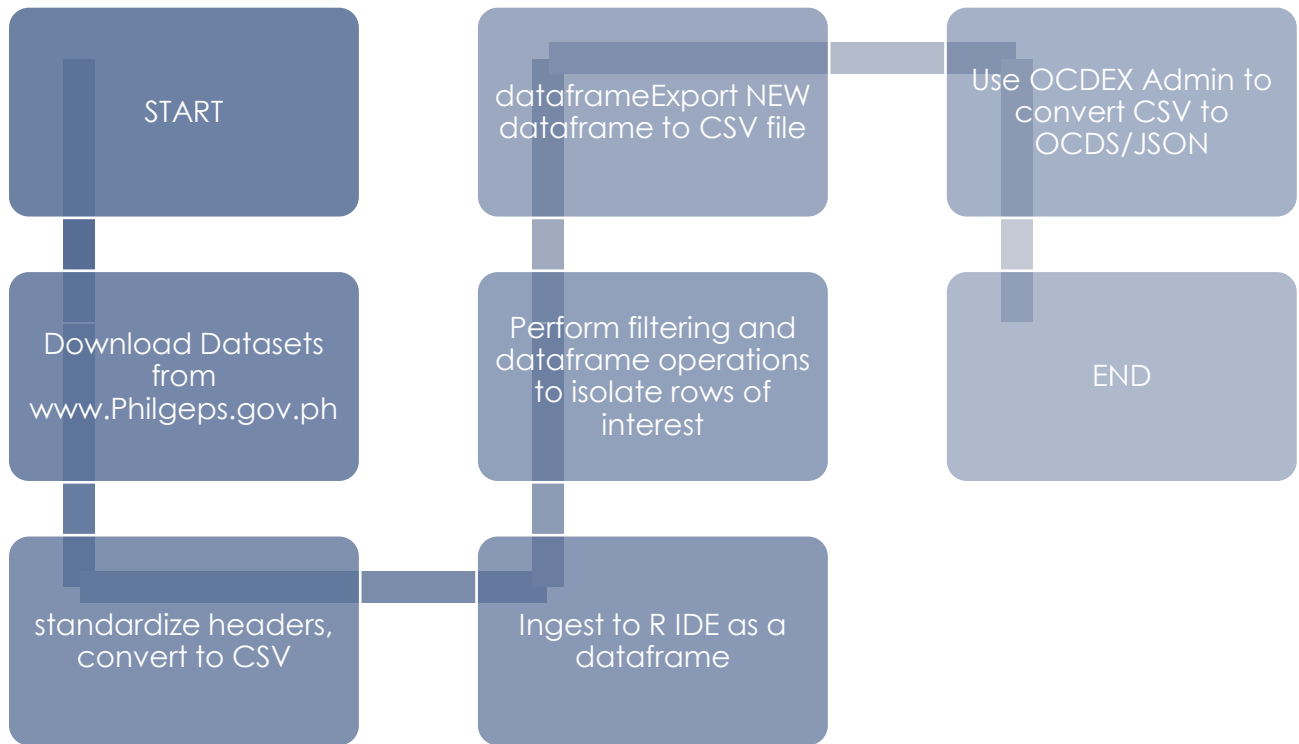 START
Download Datasets
from
www.Philgeps.gov.ph
standardize headers,
convert to CSV
Ingest to R IDE as a
dataframe
Perform filtering and
dataframe operations
to isolate rows of
interest
dataframeExport NEW
dataframe to CSV file
Use OCDEX Admin to
convert CSV to
OCDS/JSON
END